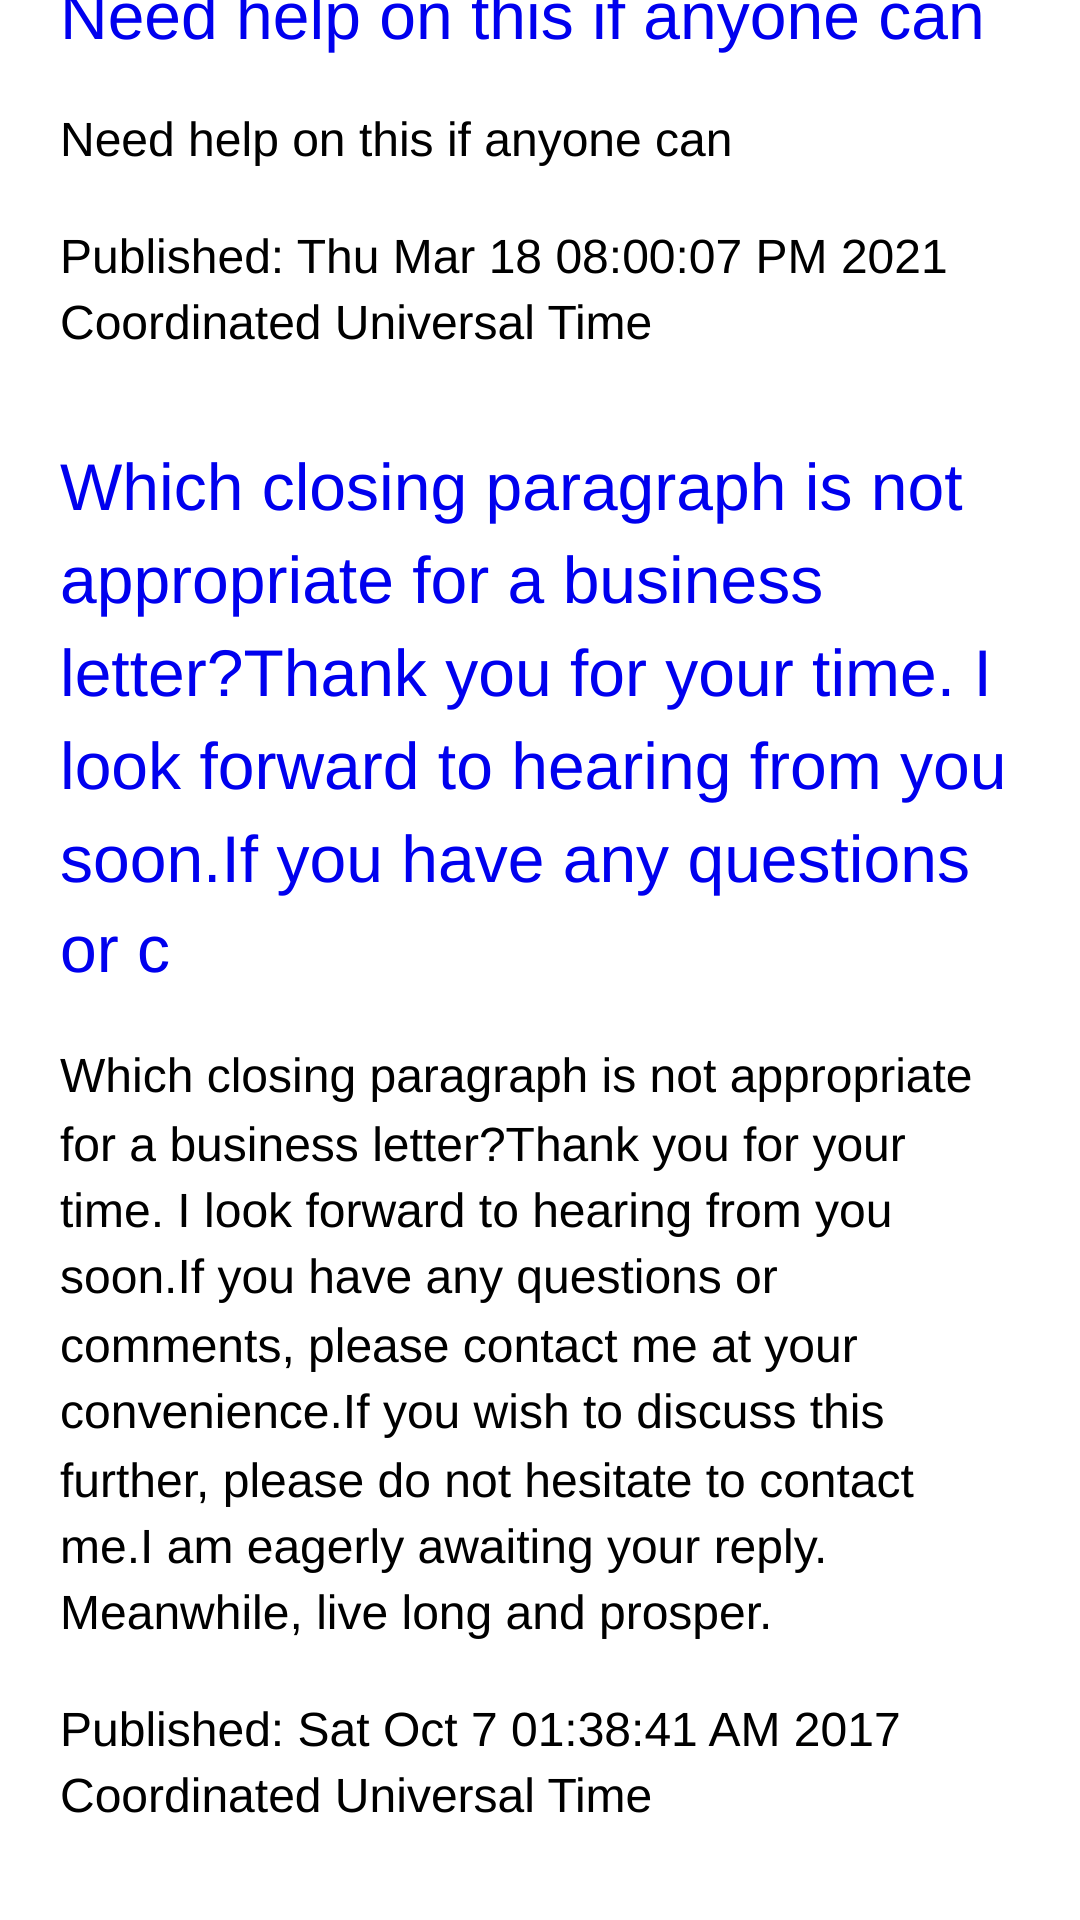 Need help on this if anyone can
Need help on this if anyone can
Published: Thu Mar 18 08:00:07 PM 2021
Coordinated Universal Time
Which closing paragraph is not
appropriate for a business
letter?Thank you for your time. I
look forward to hearing from you
soon.If you have any questions
or c
Which closing paragraph is not appropriate
for a business letter?Thank you for your
time. I look forward to hearing from you
soon.If you have any questions or
comments, please contact me at your
convenience.If you wish to discuss this
further, please do not hesitate to contact
me.I am eagerly awaiting your reply.
Meanwhile, live long and prosper.
Published: Sat Oct 7 01:38:41 AM 2017
Coordinated Universal Time